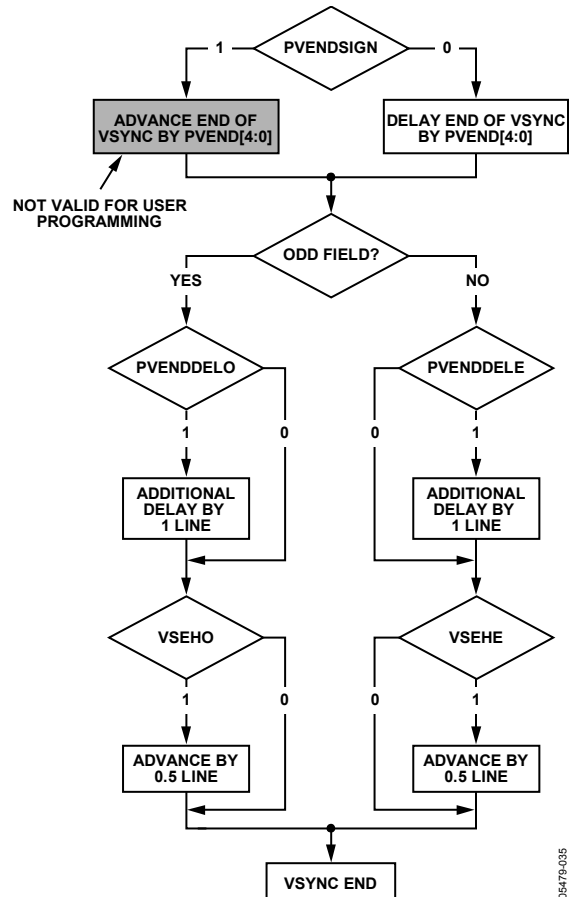 PVENDSIGN
1
0
ADVANCE END OF
VSYNC BY PVEND[4:0]
DELAY END OF VSYNC
BY PVEND[4:0]
NOT VALID FOR USER
PROGRAMMING
ODD FIELD?
YES
NO
PVENDDELO
PVENDDELE
1
0
0
1
ADDITIONAL
DELAY BY
1 LINE
ADDITIONAL
DELAY BY
1 LINE
VSEHO
VSEHE
1
0
0
1
ADVANCE BY
0.5 LINE
ADVANCE BY
0.5 LINE
VSYNC END
05479-035